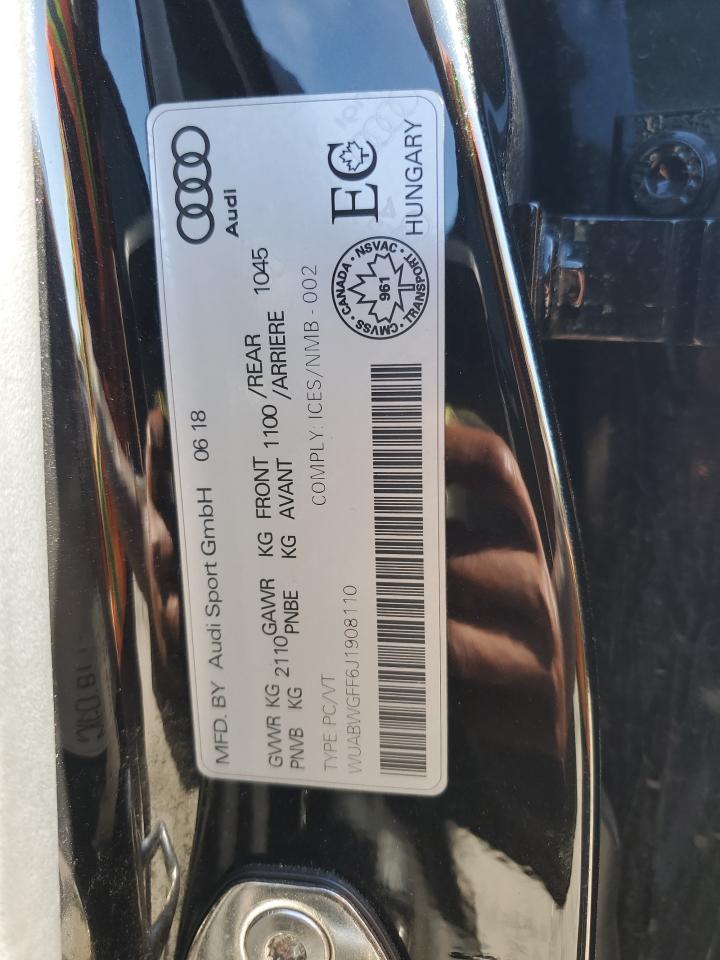 Audi
MFD. BY Audi Sport GmbH 06 18
GVWR KG 2110 GAWR KG FRONT 1100 /REAR 1045
PNVB KG PNBE KG AVANT /ARRIERE
TYPE PC/VT COMPLY: ICES/NMB - 002
WUABWGFF6J1908110
CANADA · NSVAC · TRANSPORT · CMVSS ·
961
EC
HUNGARY